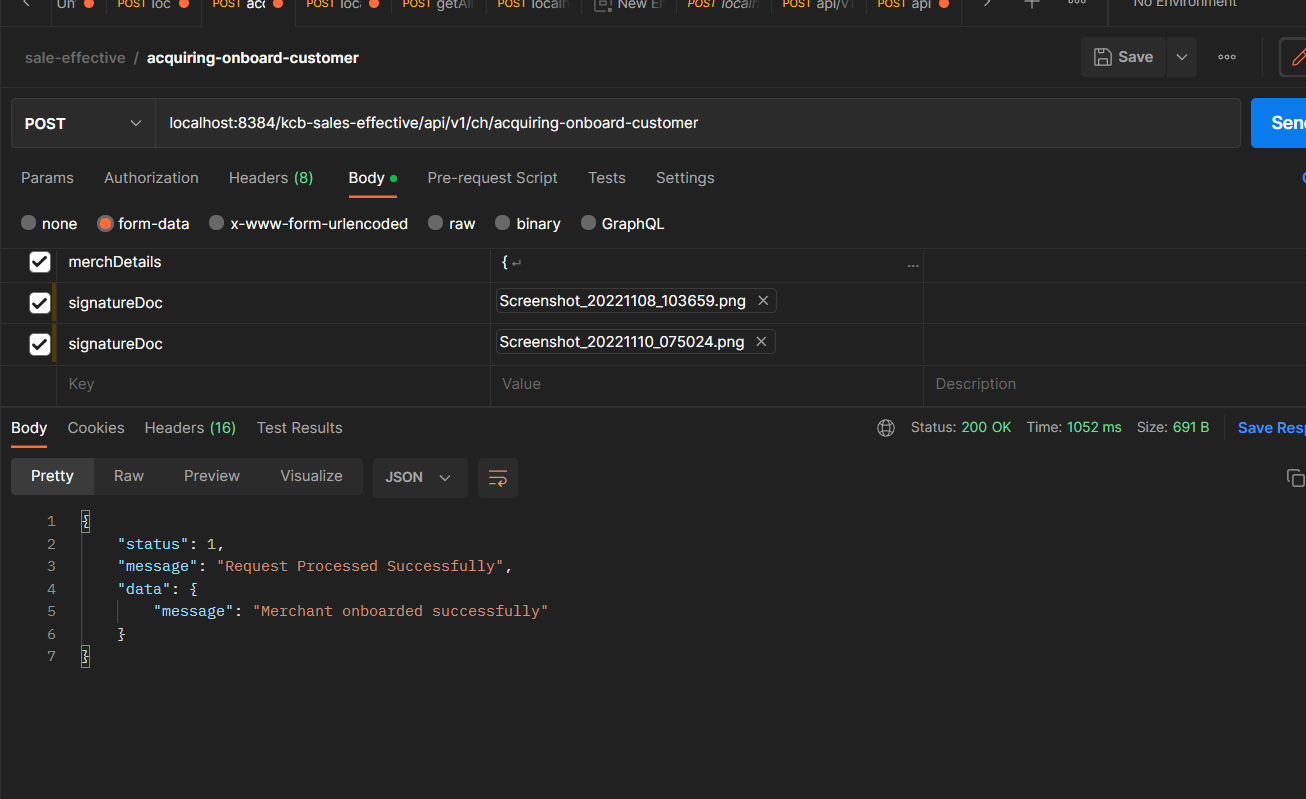 Un POST loc POST acc POST loca POST getAll POST localh New En POST localh POST api/v1 POST api No Environment
sale-effective / acquiring-onboard-customer Save
POST localhost:8384/kcb-sales-effective/api/v1/ch/acquiring-onboard-customer Send
Params Authorization Headers (8) Body Pre-request Script Tests Settings
none form-data x-www-form-urlencoded raw binary GraphQL
merchDetails { ↵ ...
signatureDoc Screenshot_20221108_103659.png
signatureDoc Screenshot_20221110_075024.png
Key Value Description
Body Cookies Headers (16) Test Results Status: 200 OK Time: 1052 ms Size: 691 B Save Resp
Pretty Raw Preview Visualize JSON
1 {
2 "status": 1,
3 "message": "Request Processed Successfully",
4 "data": {
5 "message": "Merchant onboarded successfully"
6 }
7 }